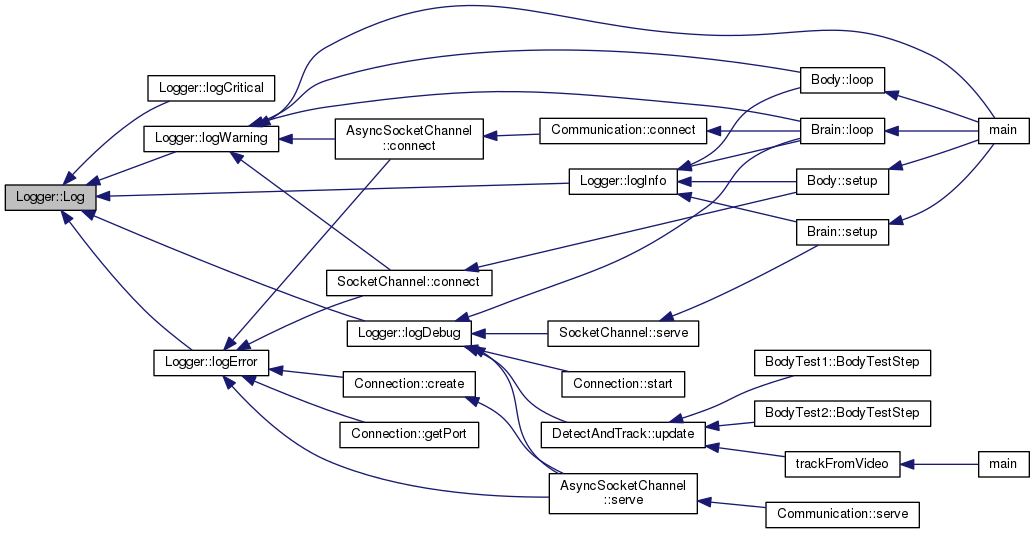 Logger::Log
Logger::logCritical
Logger::logWarning
Logger::logError
AsyncSocketChannel
::connect
SocketChannel::connect
Logger::logDebug
Connection::create
Connection::getPort
Communication::connect
Logger::logInfo
SocketChannel::serve
Connection::start
DetectAndTrack::update
AsyncSocketChannel
::serve
Body::loop
Brain::loop
Body::setup
Brain::setup
BodyTest1::BodyTestStep
BodyTest2::BodyTestStep
trackFromVideo
Communication::serve
main
main